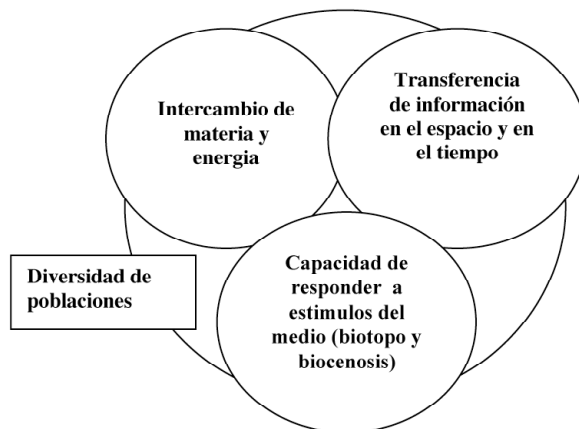 Intercambio de
materia y
energia
Transferencia
de información
en el espacio y en
el tiempo
Diversidad de
poblaciones
Capacidad de
responder a
estimulos del
medio (biotopo y
biocenosis)